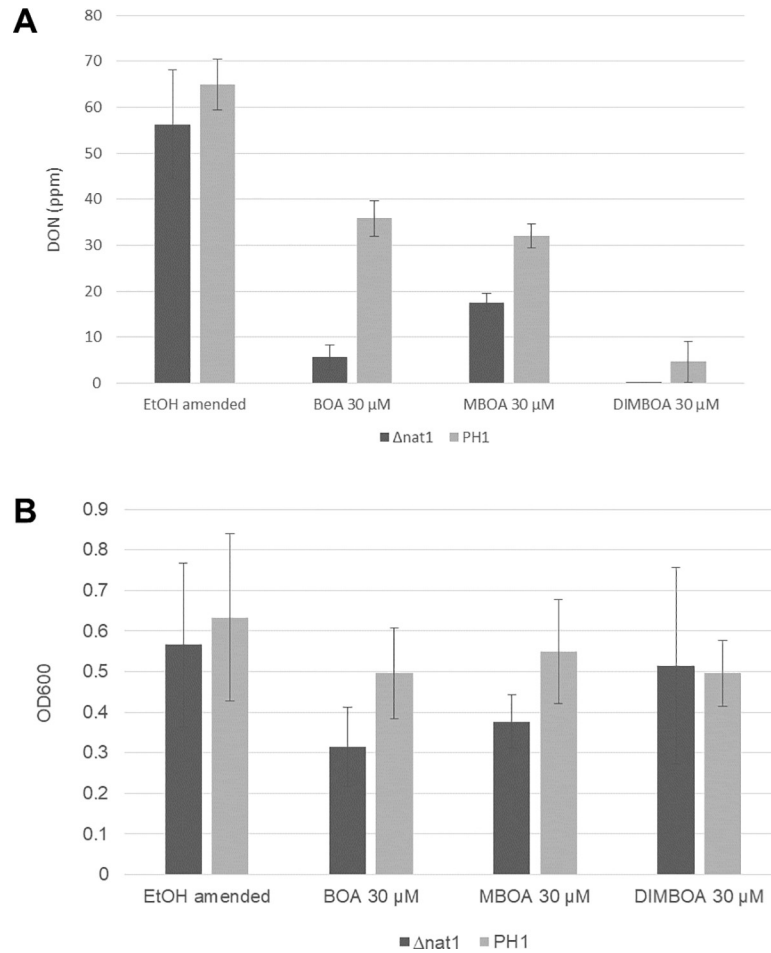 A
80
70
60
50
40
30
20
10
0
DON (ppm)
EtOH amended BOA 30 µM MBOA 30 µM DIMBOA 30 µM
Δnat1 PH1
B
0.9
0.8
0.7
0.6
0.5
0.4
0.3
0.2
0.1
0
OD600
EtOH amended BOA 30 µM MBOA 30 µM DIMBOA 30 µM
Δnat1 PH1